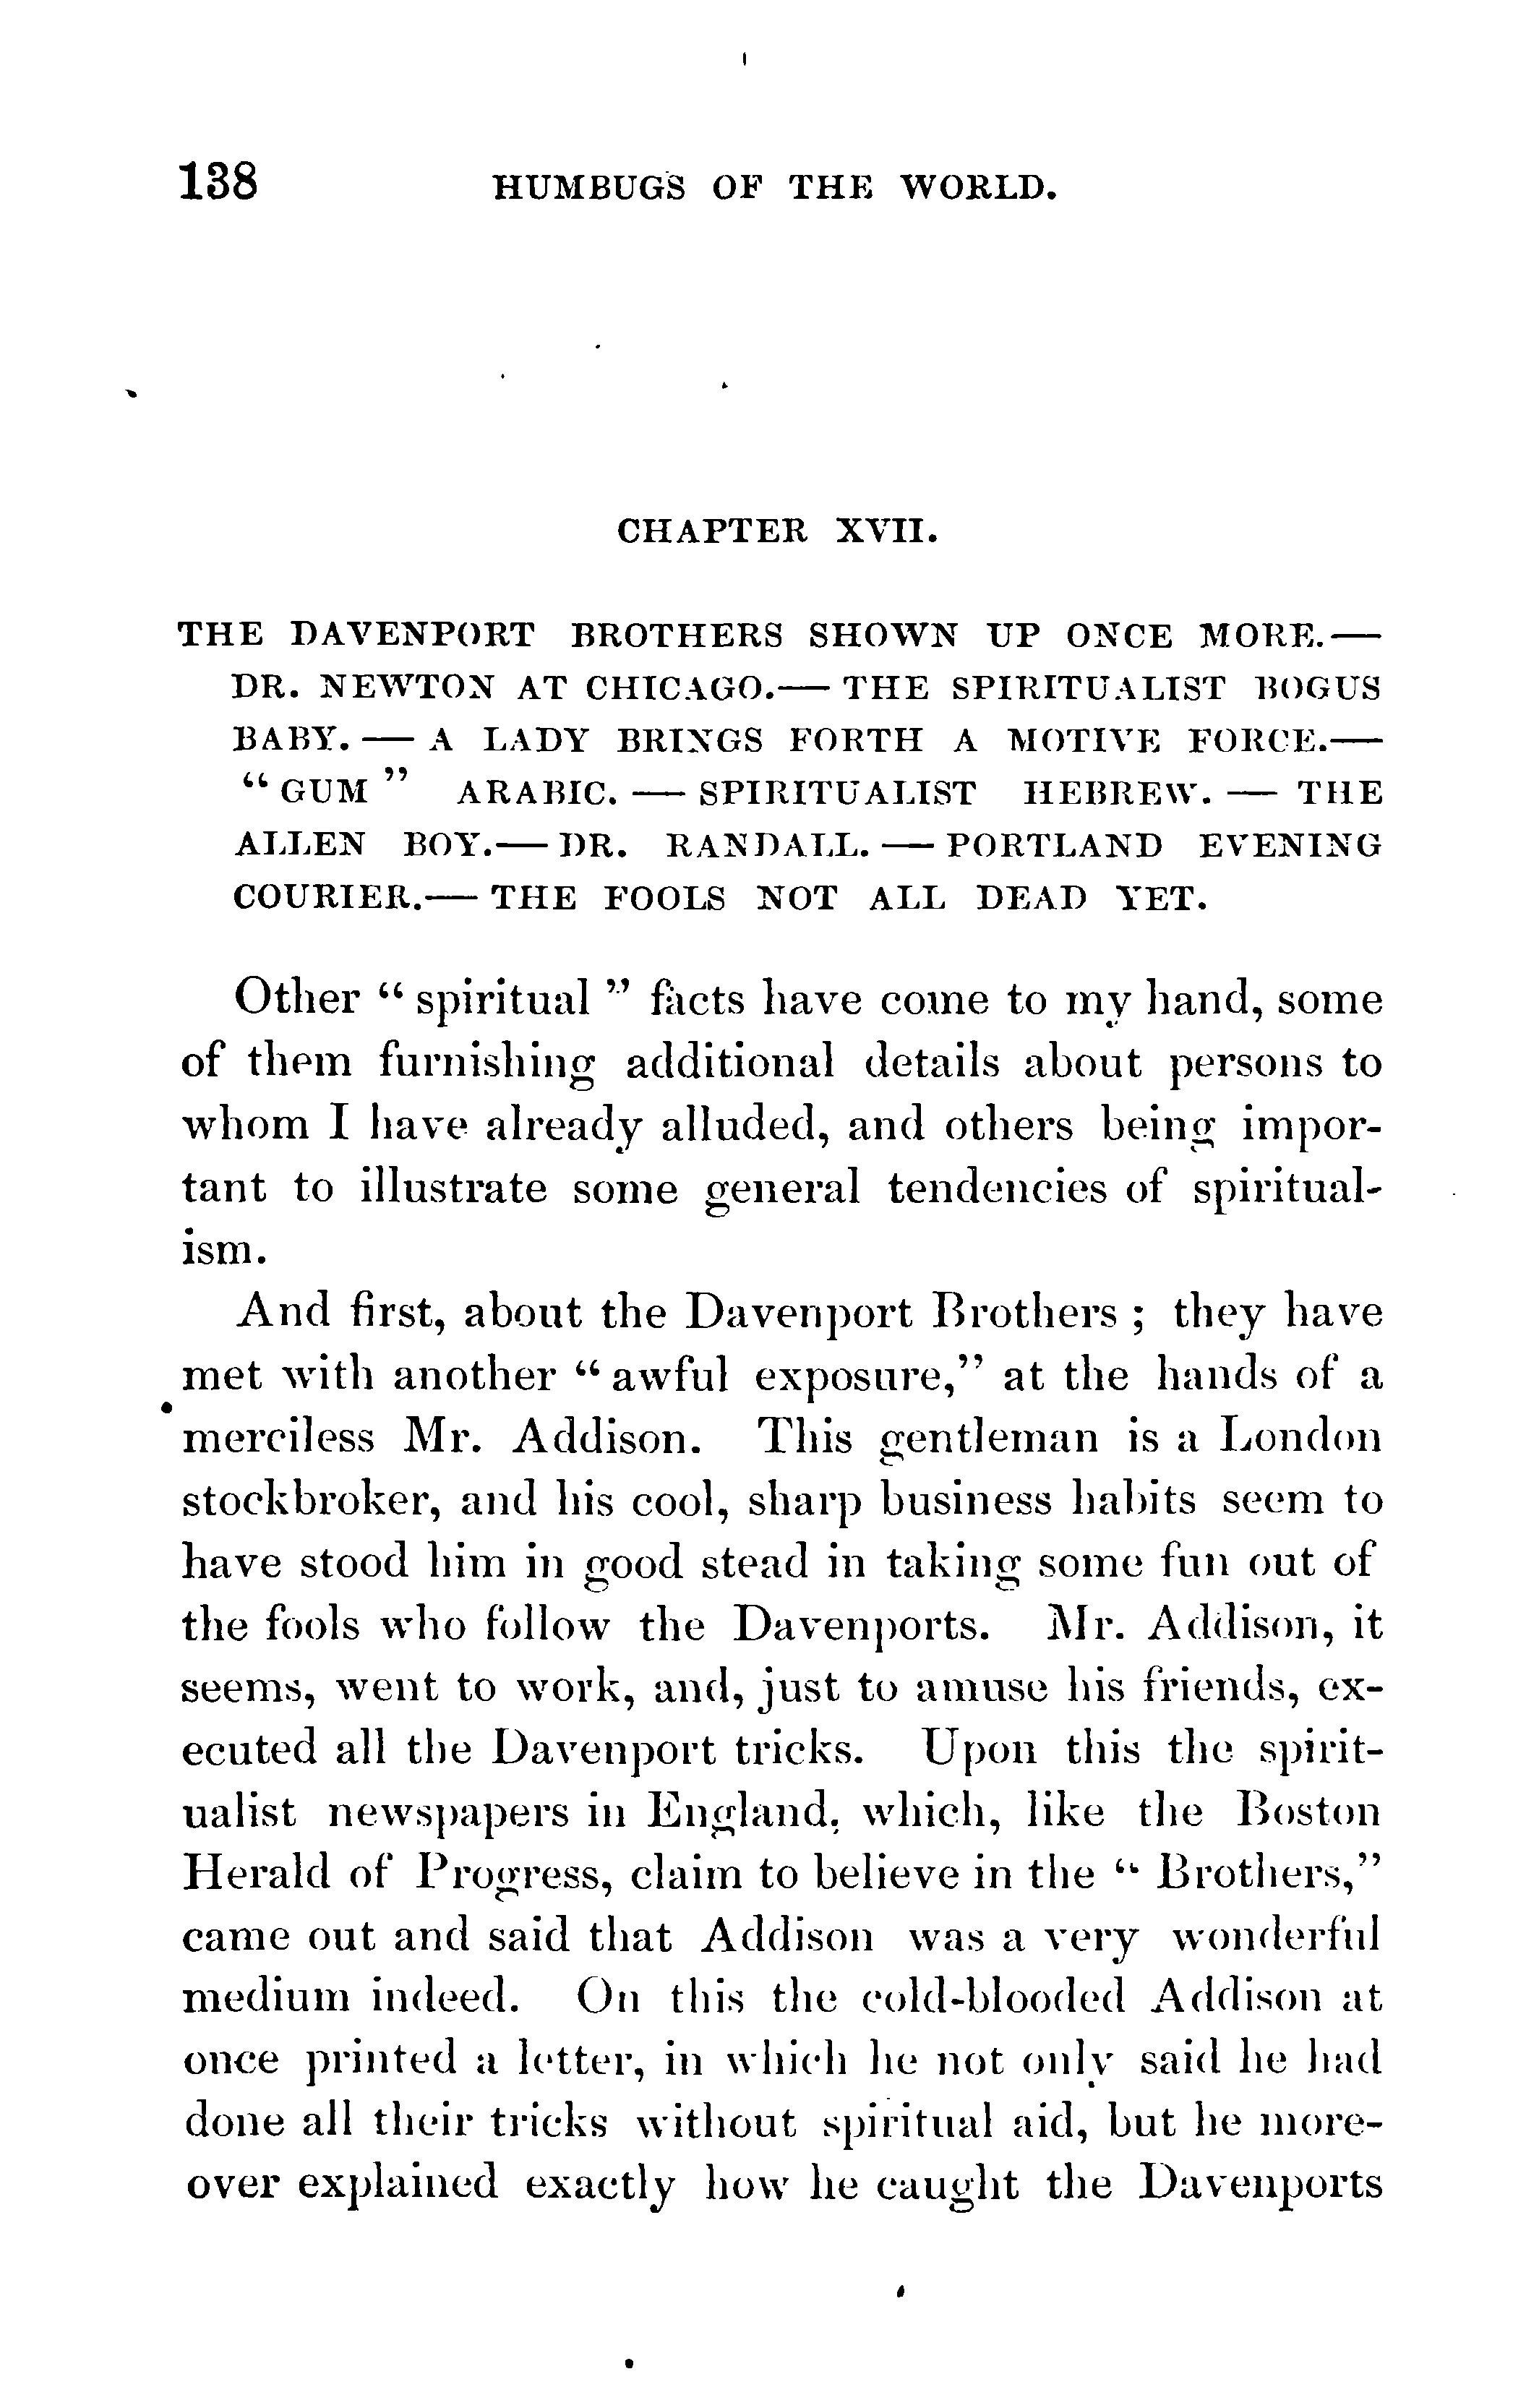 138 HUMBUGS OF THE WORLD.
CHAPTER XVII.
THE DAVENPORT BROTHERS SHOWN UP ONCE MORE.—
DR. NEWTON AT CHICAGO.— THE SPIRITUALIST BOGUS
BABY. — A LADY BRINGS FORTH A MOTIVE FORCE.—
“ GUM ” ARABIC. — SPIRITUALIST HEBREW. — THE
ALLEN BOY.— DR. RANDALL. — PORTLAND EVENING
COURIER.— THE FOOLS NOT ALL DEAD YET.
Other “ spiritual ” facts have come to my hand, some
of them furnishing additional details about persons to
whom I have already alluded, and others being impor-
tant to illustrate some general tendencies of spiritual-
ism.
And first, about the Davenport Brothers ; they have
met with another “ awful exposure,” at the hands of a
merciless Mr. Addison. This gentleman is a London
stockbroker, and his cool, sharp business habits seem to
have stood him in good stead in taking some fun out of
the fools who follow the Davenports. Mr. Addison, it
seems, went to work, and, just to amuse his friends, ex-
ecuted all the Davenport tricks. Upon this the spirit-
ualist newspapers in England, which, like the Boston
Herald of Progress, claim to believe in the “ Brothers,”
came out and said that Addison was a very wonderful
medium indeed. On this the cold-blooded Addison at
once printed a letter, in which he not only said he had
done all their tricks without spiritual aid, but he more-
over explained exactly how he caught the Davenports